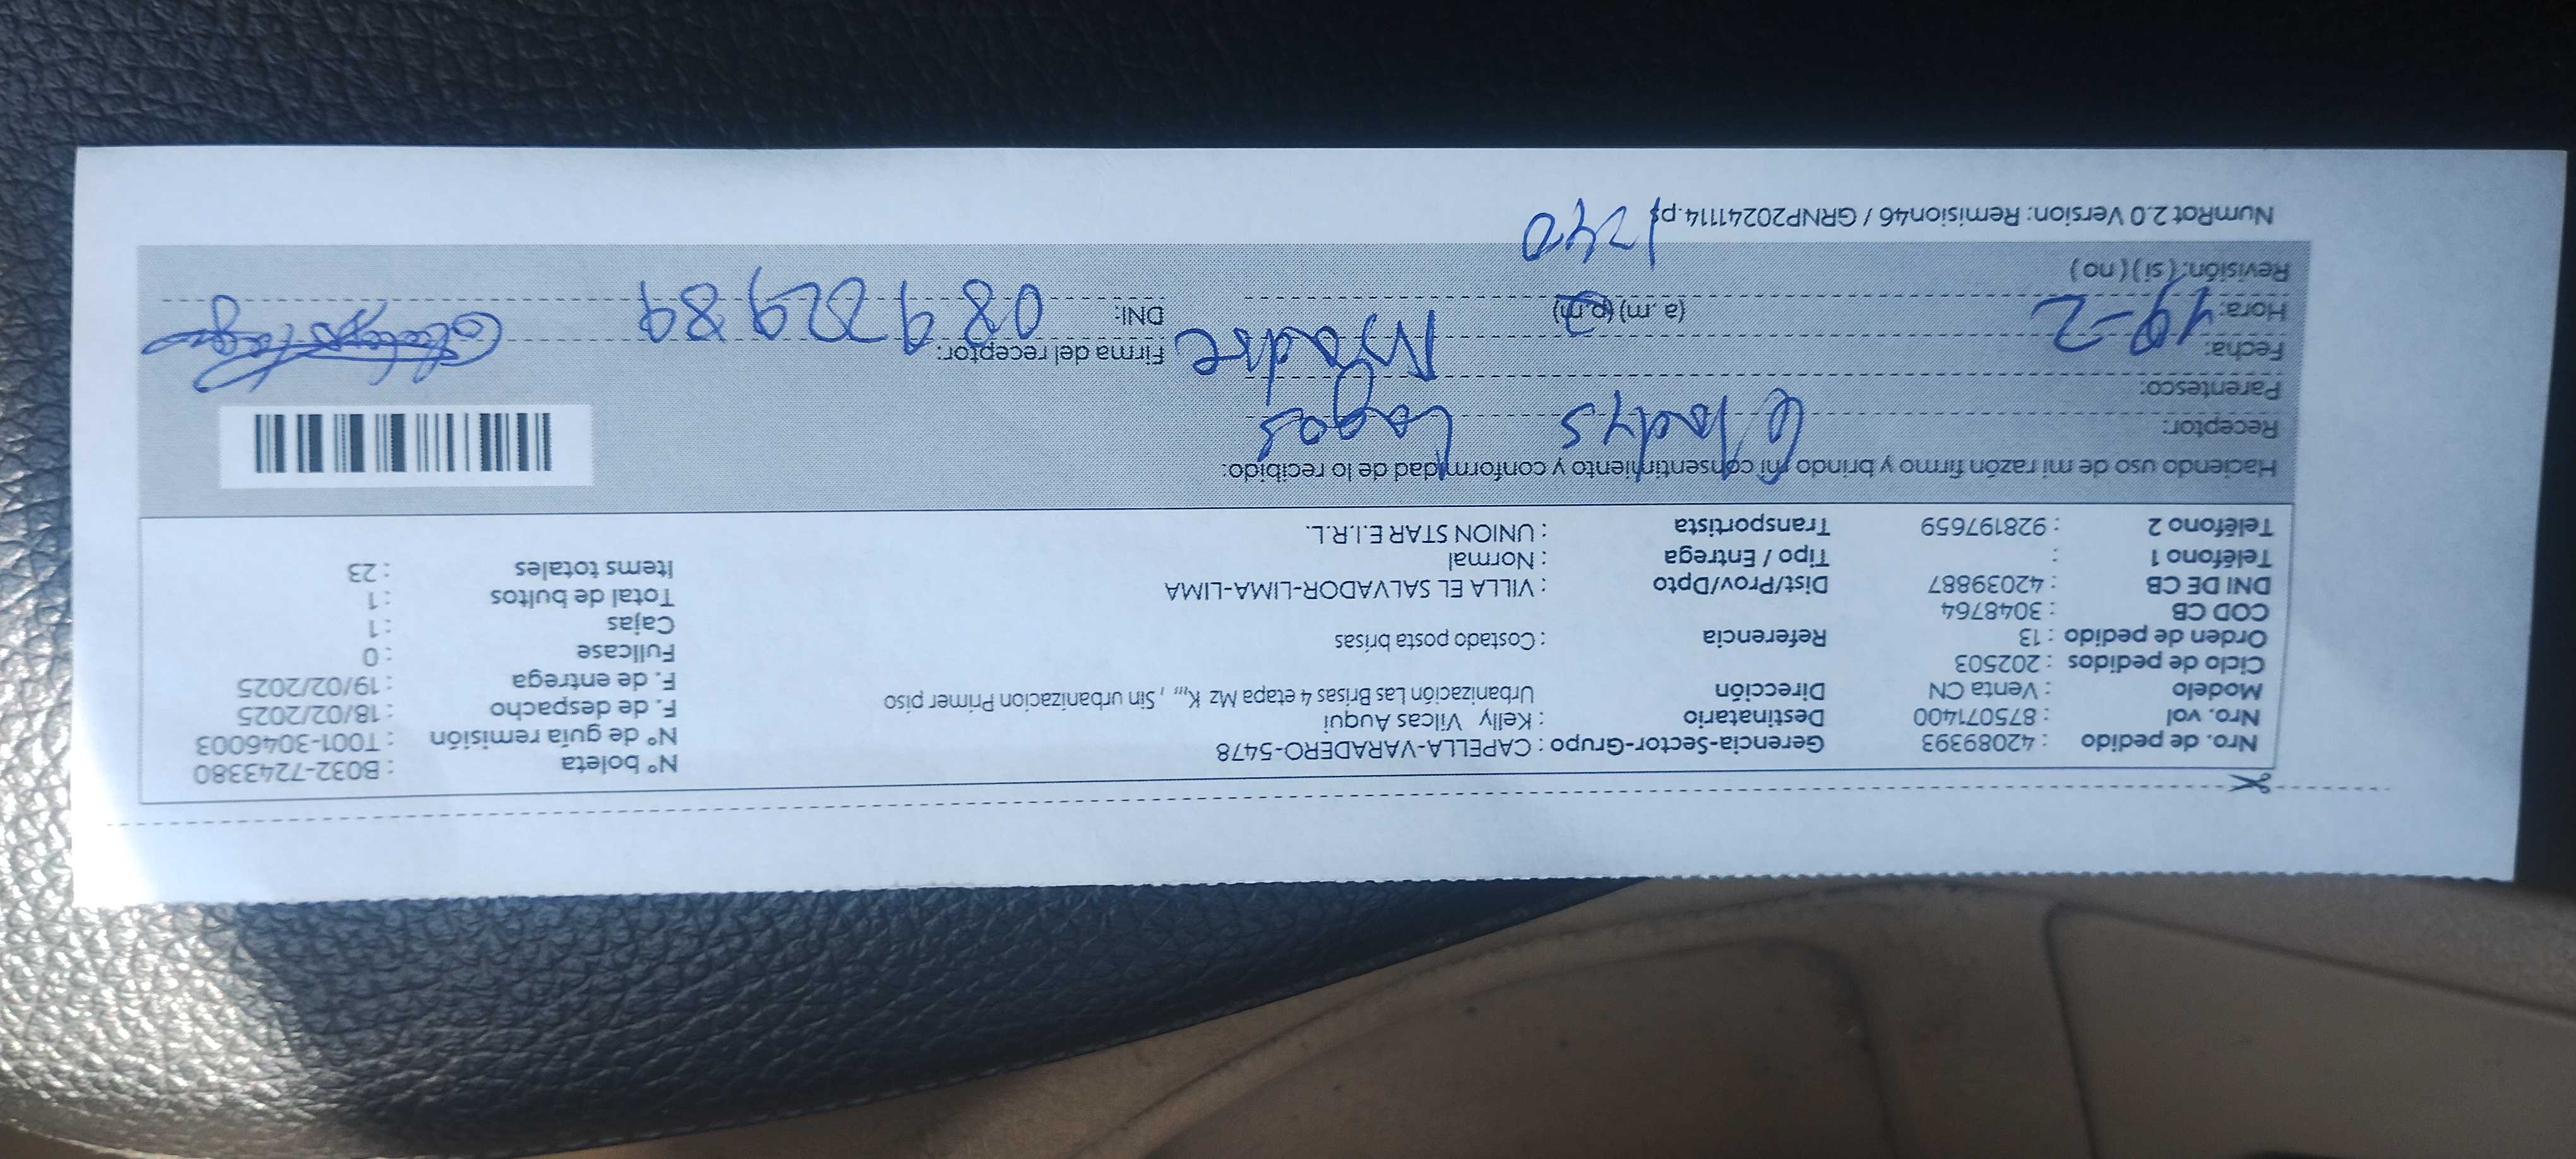 Nro. de pedido : 42089393 Gerencia-Sector-Grupo : CAPELLA-VARADERO-5478 N° boleta : B032-7243380
Nro. vol : 875071400 Destinatario : Kelly Vilcas Auqui N° de guía remisión : T001-3046003
Modelo : Venta CN Dirección Urbanización Las Brisas 4 etapa Mz K,,, , Sin urbanizacion Primer piso F. de despacho : 18/02/2025
Ciclo de pedidos : 202503 F. de entrega : 19/02/2025
Orden de pedido : 13 Referencia : Costado posta brisas Fullcase : 0
COD CB : 3048764 Cajas : 1
DNI DE CB : 42039887 Dist/Prov/Dpto : VILLA EL SALVADOR-LIMA-LIMA Total de bultos : 1
Teléfono 1 : Tipo / Entrega : Normal Items totales : 23
Teléfono 2 : 928197659 Transportista : UNION STAR E.I.R.L.
Haciendo uso de mi razón firmo y brindo mi consentimiento y conformidad de lo recibido:
Receptor: Gladys Lagos
Parentesco: Madre
Fecha: 19-2 Firma del receptor:
Hora: (a. m) (p.m) DNI:
Revisión: (si) (no) 1240
NumRot 2.0 Version: Remision46 / GRNP20241114.ps